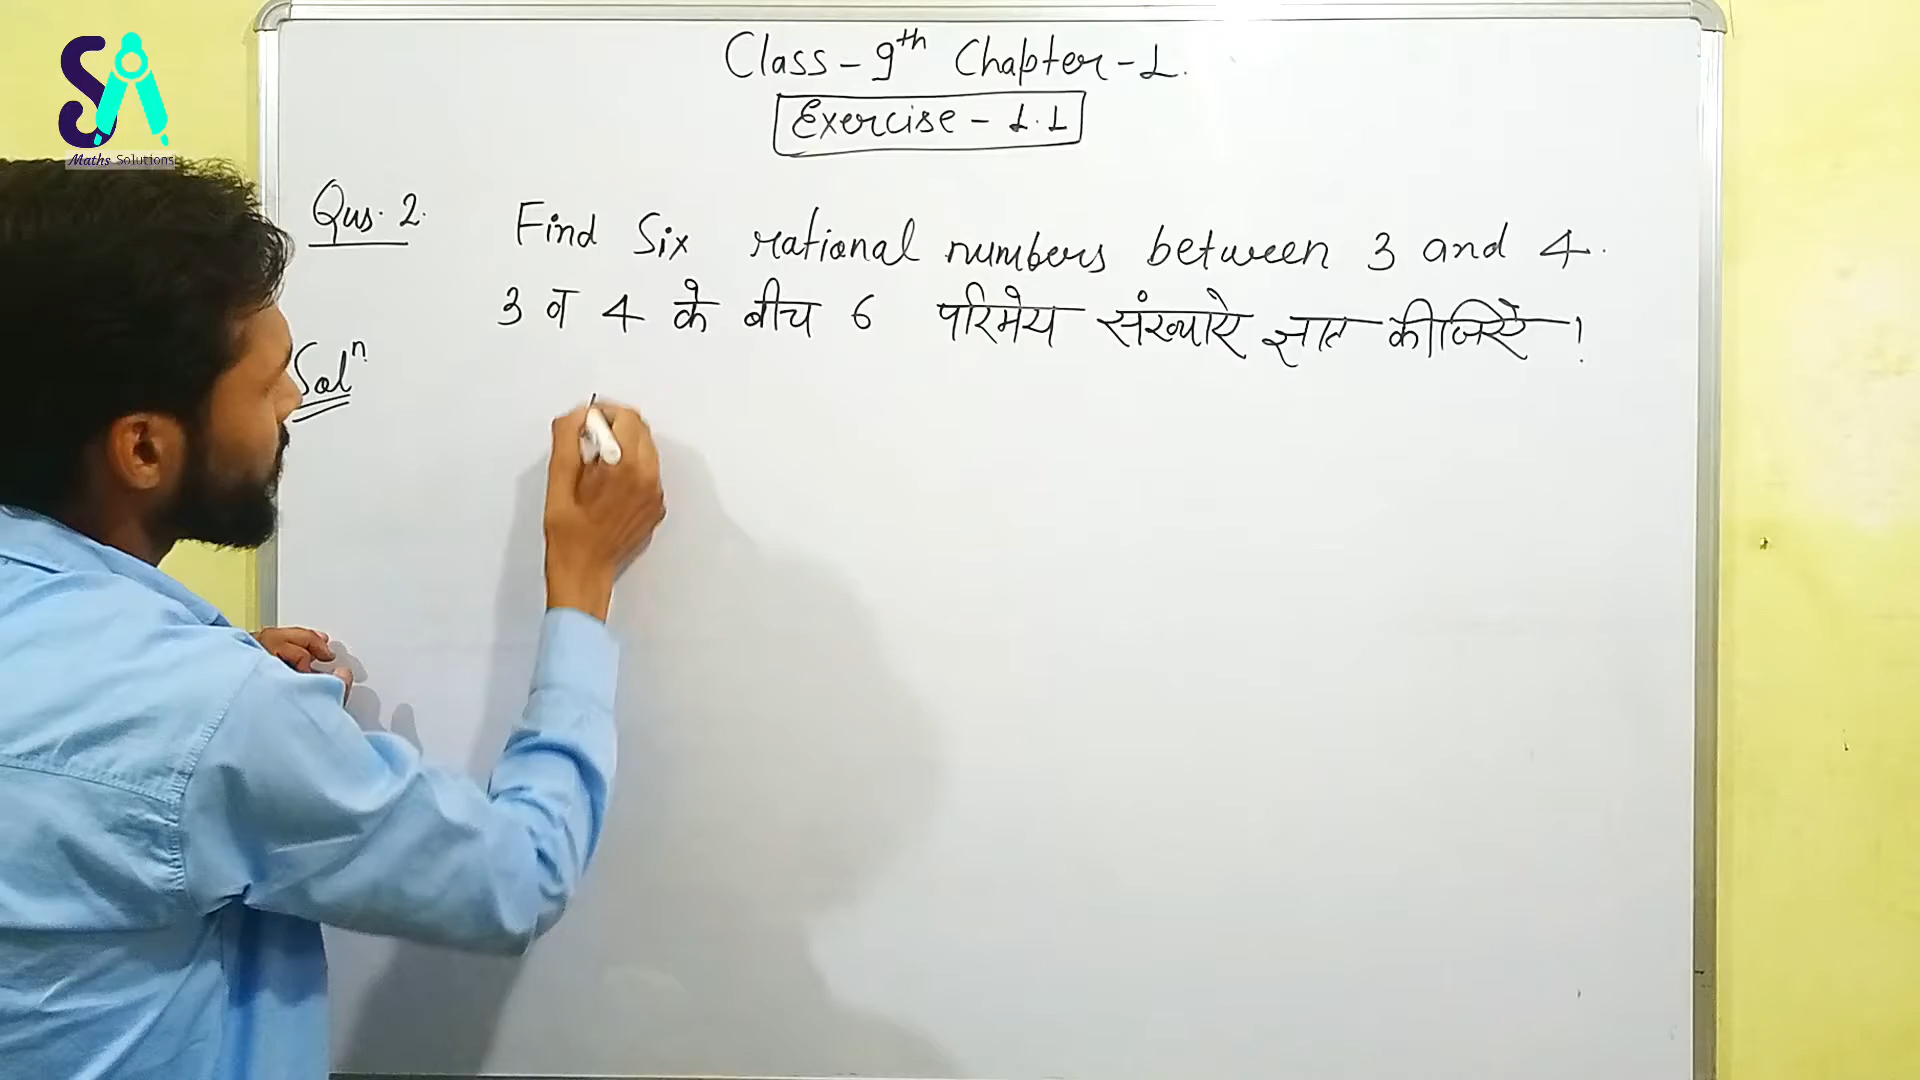 SA
Maths Solutions
Class - 9th Chapter - 1.
Exercise - 1.1
Qus. 2. Find Six rational numbers between 3 and 4.
3 व 4 के बीच 6 परिमेय संख्याऐ ज्ञात कीजिऐ !
Solⁿ